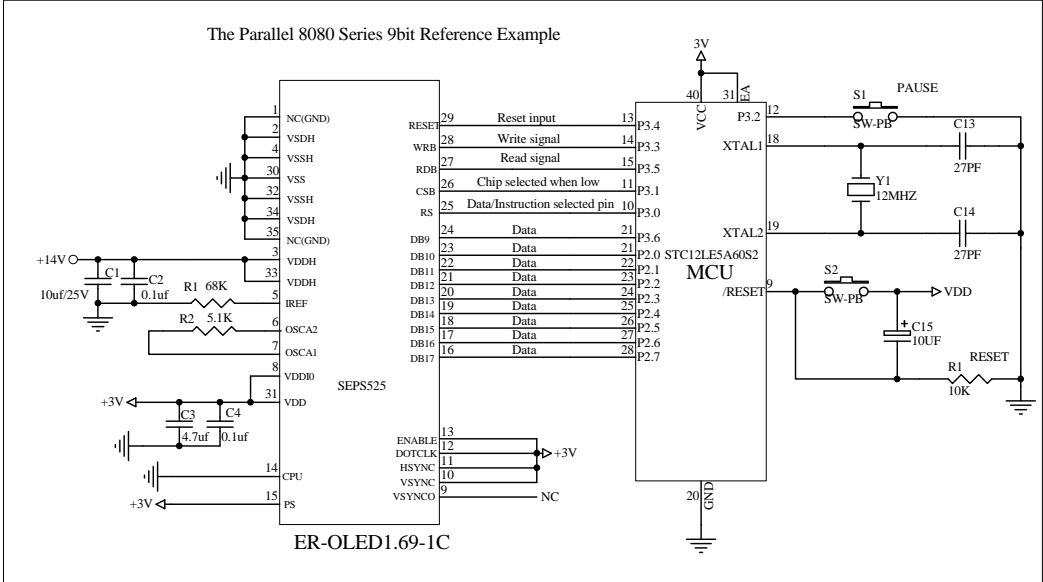 The Parallel 8080 Series 9bit Reference Example
1 NC(GND)
2 VSDH
4 VSSH
30 VSS
32 VSSH
34 VSDH
35 NC(GND)
+14V 3 VDDH
33 VDDH
C1 C2
10uf/25V 0.1uf
R1 68K 5 IREF
R2 5.1K 6 OSCA2
7 OSCA1
8 VDDI0
+3V 31 VDD
C3 C4
4.7uf 0.1uf
14 CPU
+3V 15 PS
SEPS525
RESET 29 Reset input 13 P3.4
WRB 28 Write signal 14 P3.3
RDB 27 Read signal 15 P3.5
CSB 26 Chip selected when low 11 P3.1
RS 25 Data/Instruction selected pin 10 P3.0
DB9 24 Data 21 P3.6
DB10 23 Data 21 P2.0
DB11 22 Data 22 P2.1
DB12 21 Data 23 P2.2
DB13 20 Data 24 P2.3
DB14 19 Data 25 P2.4
DB15 18 Data 26 P2.5
DB16 17 Data 27 P2.6
DB17 16 Data 28 P2.7
ENABLE 13
DOTCLK 12 +3V
HSYNC 11
VSYNC 10
VSYNCO 9 NC
ER-OLED1.69-1C
3V
40 VCC
31 EA
STC12LE5A60S2
MCU
P3.2 12
XTAL1 18
XTAL2 19
/RESET 9
20 GND
S1 PAUSE
SW-PB
C13
27PF
Y1
12MHZ
C14
27PF
S2
SW-PB
VDD
+
C15
10UF
RESET
R1
10K